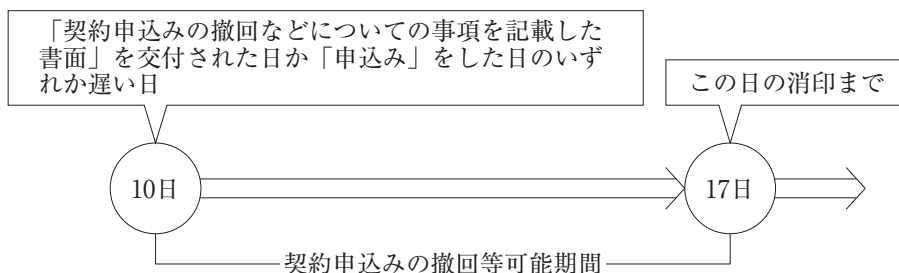 「契約申込みの撤回などについての事項を記載した
書面」を交付された日か「申込み」をした日のいず
れか遅い日
この日の消印まで
10日
17日
契約申込みの撤回等可能期間